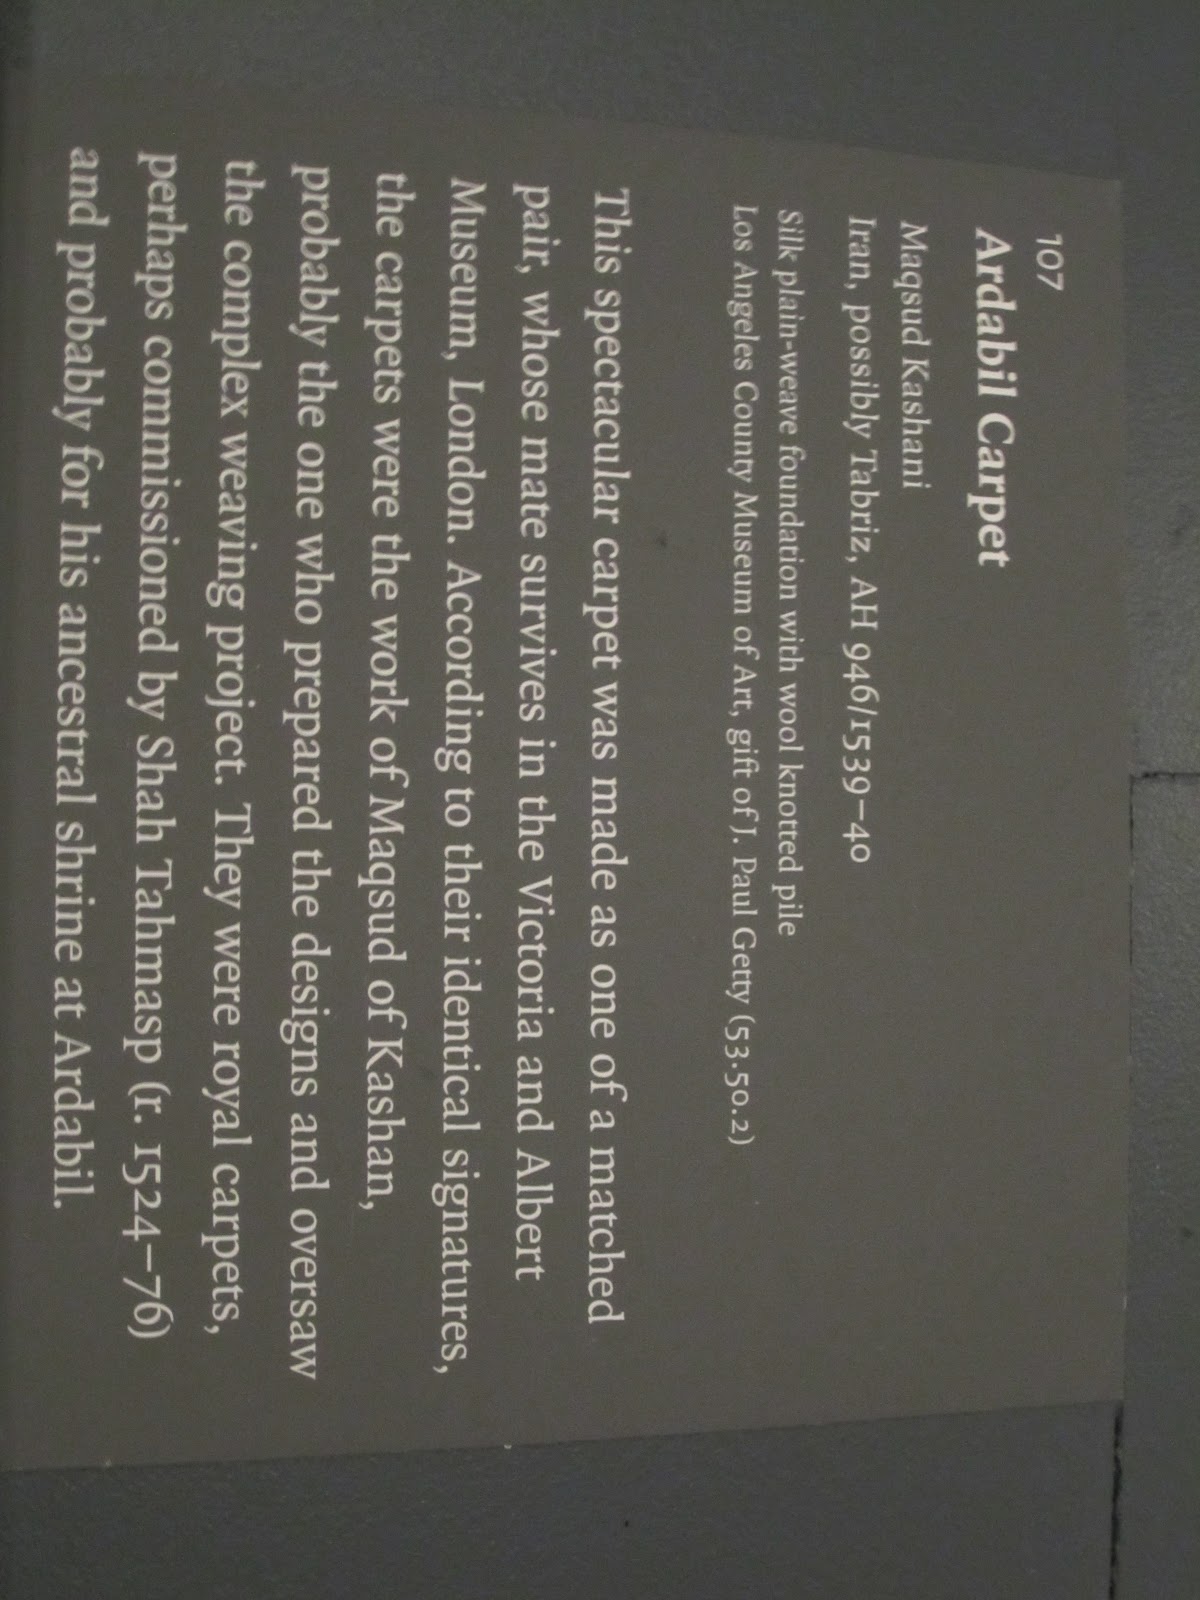 107
Ardabil Carpet
Maqsud Kashani
Iran, possibly Tabriz, AH 946/1539–40
Silk plain-weave foundation with wool knotted pile
Los Angeles County Museum of Art, gift of J. Paul Getty (53.50.2)
This spectacular carpet was made as one of a matched
pair, whose mate survives in the Victoria and Albert
Museum, London. According to their identical signatures,
the carpets were the work of Maqsud of Kashan,
probably the one who prepared the designs and oversaw
the complex weaving project. They were royal carpets,
perhaps commissioned by Shah Tahmasp (r. 1524–76)
and probably for his ancestral shrine at Ardabil.